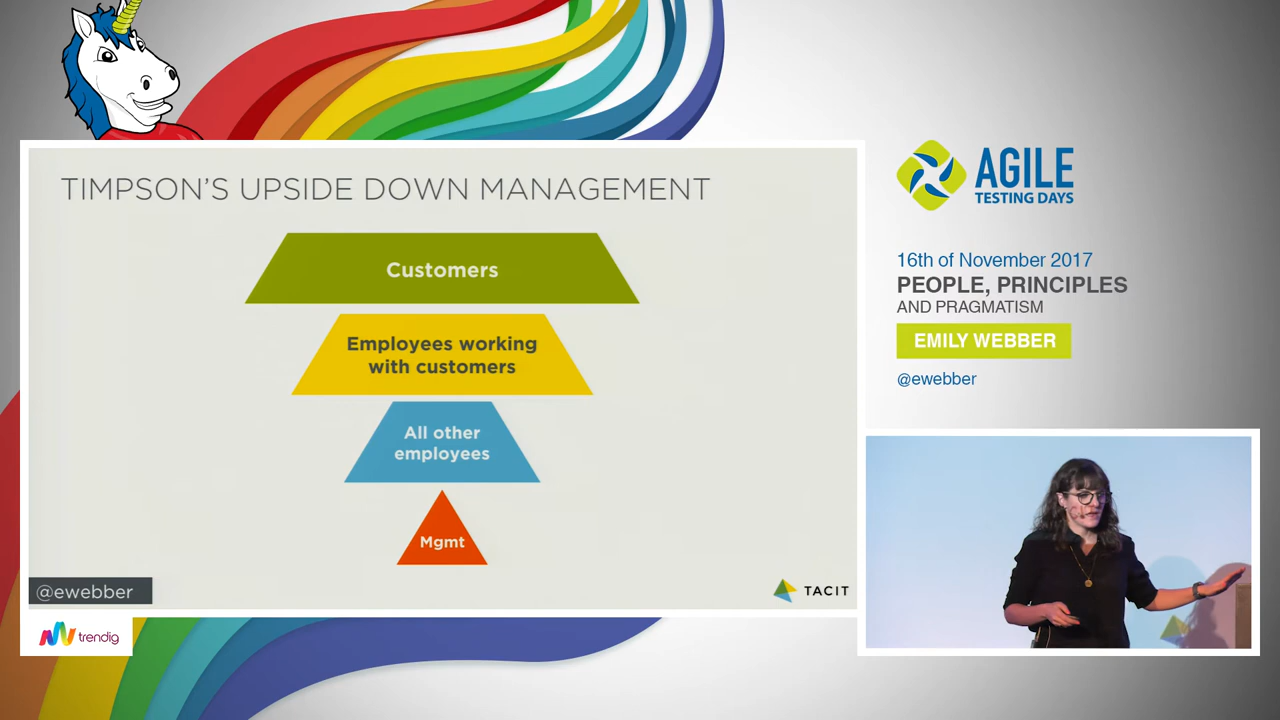 TIMPSON'S UPSIDE DOWN MANAGEMENT
Customers
Employees working
with customers
All other
employees
Mgmt
@ewebber
TACIT
trendig
AGILE
TESTING DAYS
16th of November 2017
PEOPLE, PRINCIPLES
AND PRAGMATISM
EMILY WEBBER
@ewebber